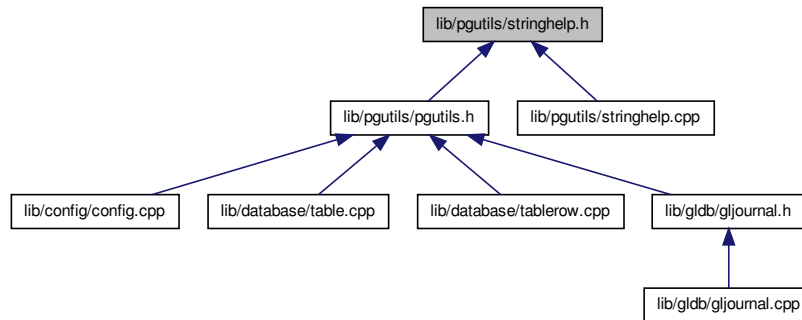 lib/pgutils/stringhelp.h
lib/pgutils/pgutils.h
lib/pgutils/stringhelp.cpp
lib/config/config.cpp
lib/database/table.cpp
lib/database/tablerow.cpp
lib/gldb/gljournal.h
lib/gldb/gljournal.cpp